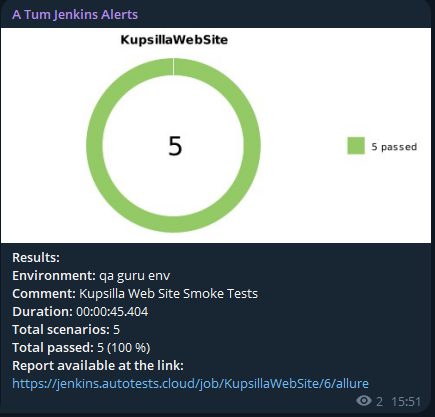 A Tum Jenkins Alerts
KupsillaWebSite
5
5 passed
Results:
Environment: qa guru env
Comment: Kupsilla Web Site Smoke Tests
Duration: 00:00:45.404
Total scenarios: 5
Total passed: 5 (100 %)
Report available at the link:
https://jenkins.autotests.cloud/job/KupsillaWebSite/6/allure
2 15:51